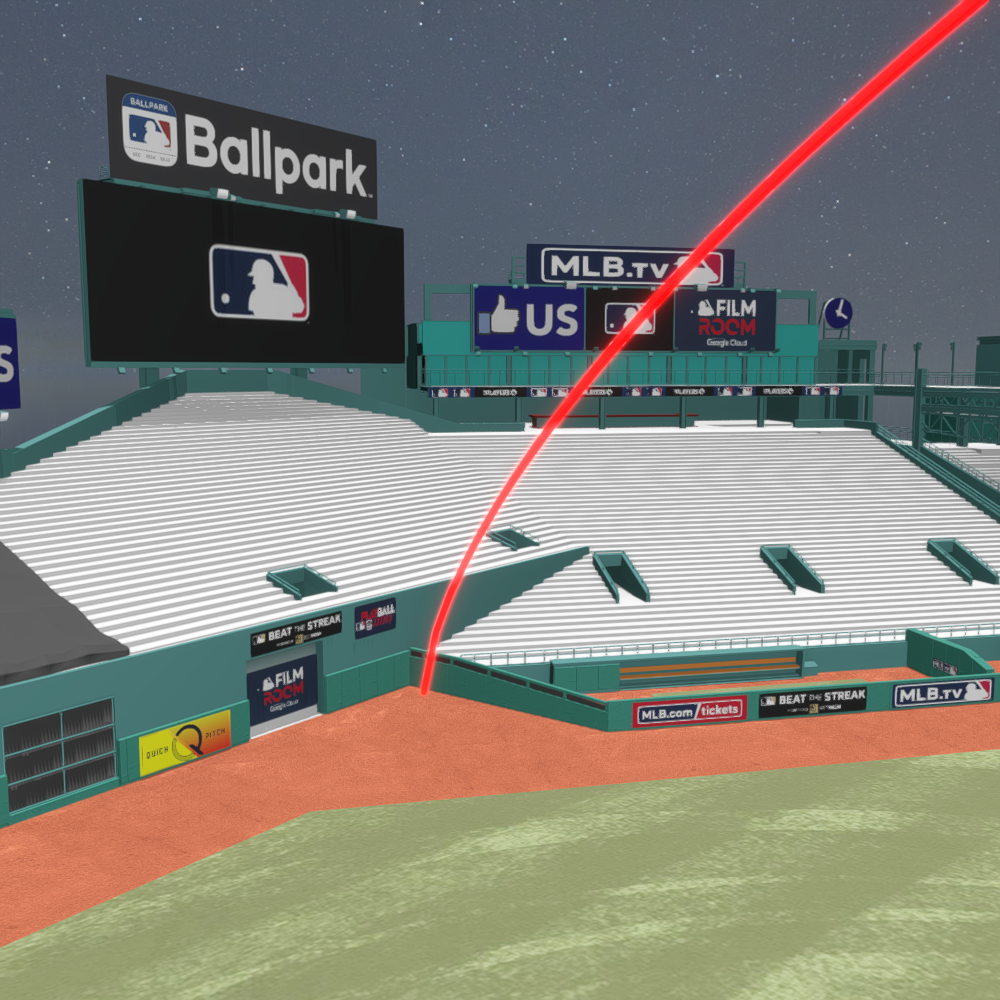 BALLPARK
Ballpark
MLB.TV
US
FILM
ROOM
Google Cloud
S
BEAT THE STREAK
BALL
FILM
ROOM
Google Cloud
QUICK PITCH
MLB.com/tickets
BEAT THE STREAK
MLB.TV